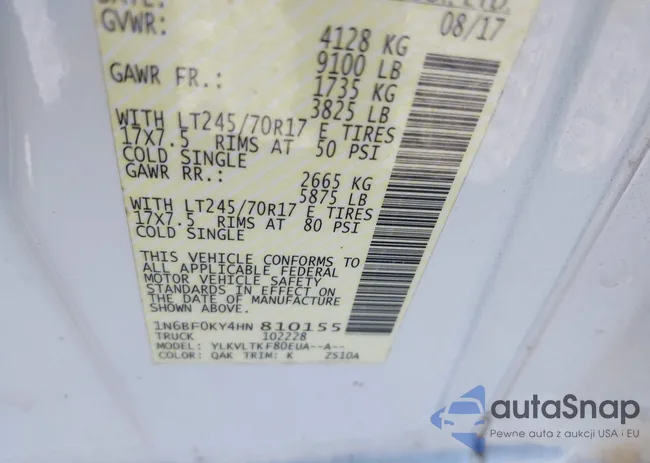 DATE:
08/17
GVWR: 4128 KG
9100 LB
GAWR FR.: 1735 KG
3825 LB
WITH LT245/70R17 E TIRES
17X7.5 RIMS AT 50 PSI
COLD SINGLE
GAWR RR.: 2665 KG
5875 LB
WITH LT245/70R17 E TIRES
17X7.5 RIMS AT 80 PSI
COLD SINGLE
THIS VEHICLE CONFORMS TO
ALL APPLICABLE FEDERAL
MOTOR VEHICLE SAFETY
STANDARDS IN EFFECT ON
THE DATE OF MANUFACTURE
SHOWN ABOVE.
1N6BF0KY4HN 810155
TRUCK 102228
MODEL: YLKVLTKF80EUA--A--
COLOR: QAK TRIM: K ZS10A
autaSnap
Pewne auta z aukcji USA i EU